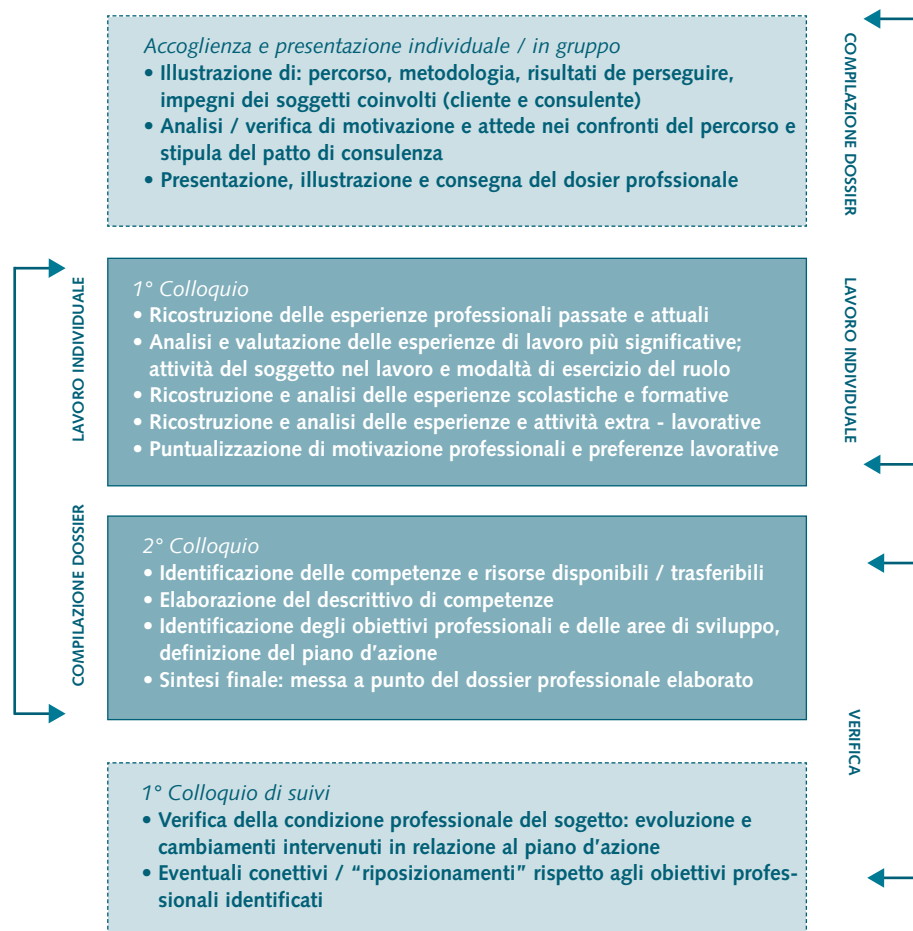 Accoglienza e presentazione individuale / in gruppo
• Illustrazione di: percorso, metodologia, risultati de perseguire,
impegni dei soggetti coinvolti (cliente e consulente)
• Analisi / verifica di motivazione e attede nei confronti del percorso e
stipula del patto di consulenza
• Presentazione, illustrazione e consegna del dosier profssionale
COMPILAZIONE DOSSIER
LAVORO INDIVIDUALE
1° Colloquio
• Ricostruzione delle esperienze professionali passate e attuali
• Analisi e valutazione delle esperienze di lavoro più significative;
attività del soggetto nel lavoro e modaltà di esercizio del ruolo
• Ricostruzione e analisi delle esperienze scolastiche e formative
• Ricostruzione e analisi delle esperienze e attività extra - lavorative
• Puntualizzazione di motivazione professionali e preferenze lavorative
LAVORO INDIVIDUALE
COMPILAZIONE DOSSIER
2° Colloquio
• Identificazione delle competenze e risorse disponibili / trasferibili
• Elaborazione del descrittivo di competenze
• Identificazione degli obiettivi professionali e delle aree di sviluppo,
definizione del piano d'azione
• Sintesi finale: messa a punto del dossier professionale elaborato
VERIFICA
1° Colloquio di suivi
• Verifica della condizione professionale del sogetto: evoluzione e
cambiamenti intervenuti in relazione al piano d'azione
• Eventuali conettivi / "riposizionamenti" rispetto agli obiettivi profes-
sionali identificati